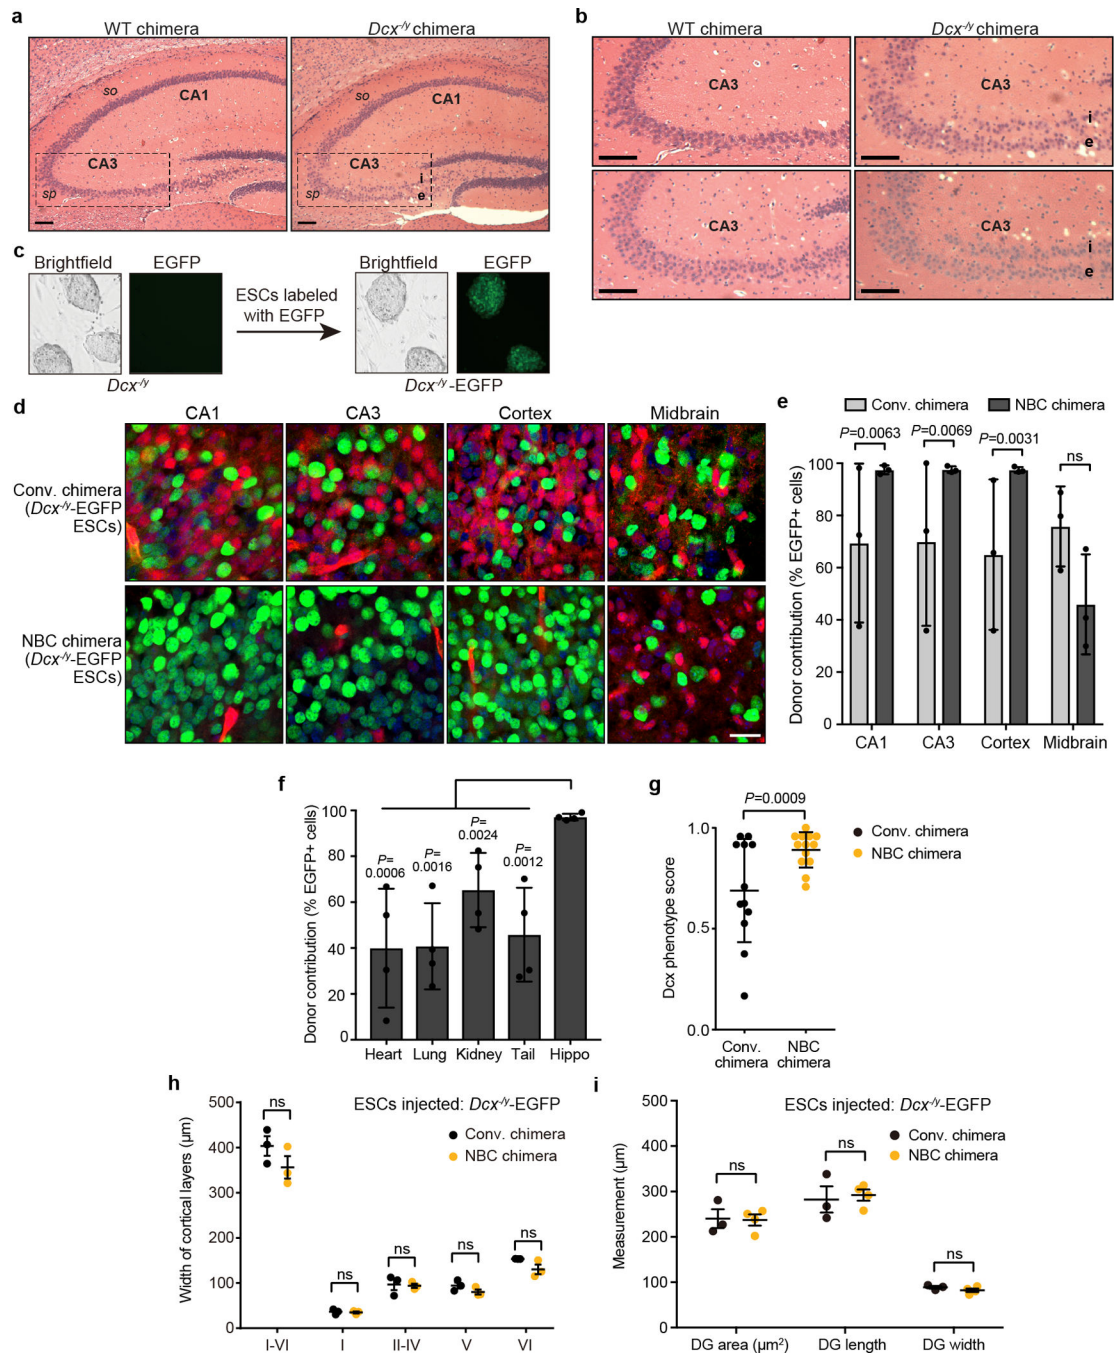 a
WT chimera
Dcx-/y chimera
so
CA1
CA3
sp
so
CA1
CA3
sp
i
e
b
WT chimera
Dcx-/y chimera
CA3
CA3
i
e
CA3
CA3
i
e
c
Brightfield
EGFP
ESCs labeled
with EGFP
Brightfield
EGFP
Dcx-/y
Dcx-/y-EGFP
d
CA1
CA3
Cortex
Midbrain
Conv. chimera
(Dcx-/y-EGFP
ESCs)
NBC chimera
(Dcx-/y-EGFP
ESCs)
e
Conv. chimera
NBC chimera
P=0.0063
P=0.0069
P=0.0031
ns
Donor contribution (% EGFP+ cells)
100
80
60
40
20
0
CA1
CA3
Cortex
Midbrain
f
Donor contribution (% EGFP+ cells)
100
80
60
40
20
0
P=
0.0006
P=
0.0016
P=
0.0024
P=
0.0012
Heart
Lung
Kidney
Tail
Hippo
g
P=0.0009
Conv. chimera
NBC chimera
Dcx phenotype score
1.0
0.5
0.0
Conv.
chimera
NBC
chimera
h
ESCs injected: Dcx-/y-EGFP
Conv. chimera
NBC chimera
Width of cortical layers (µm)
500
400
300
200
100
0
ns
ns
ns
ns
ns
I-VI
I
II-IV
V
VI
i
ESCs injected: Dcx-/y-EGFP
Conv. chimera
NBC chimera
Measurement (µm)
500
400
300
200
100
0
ns
ns
ns
DG area (µm²)
DG length
DG width